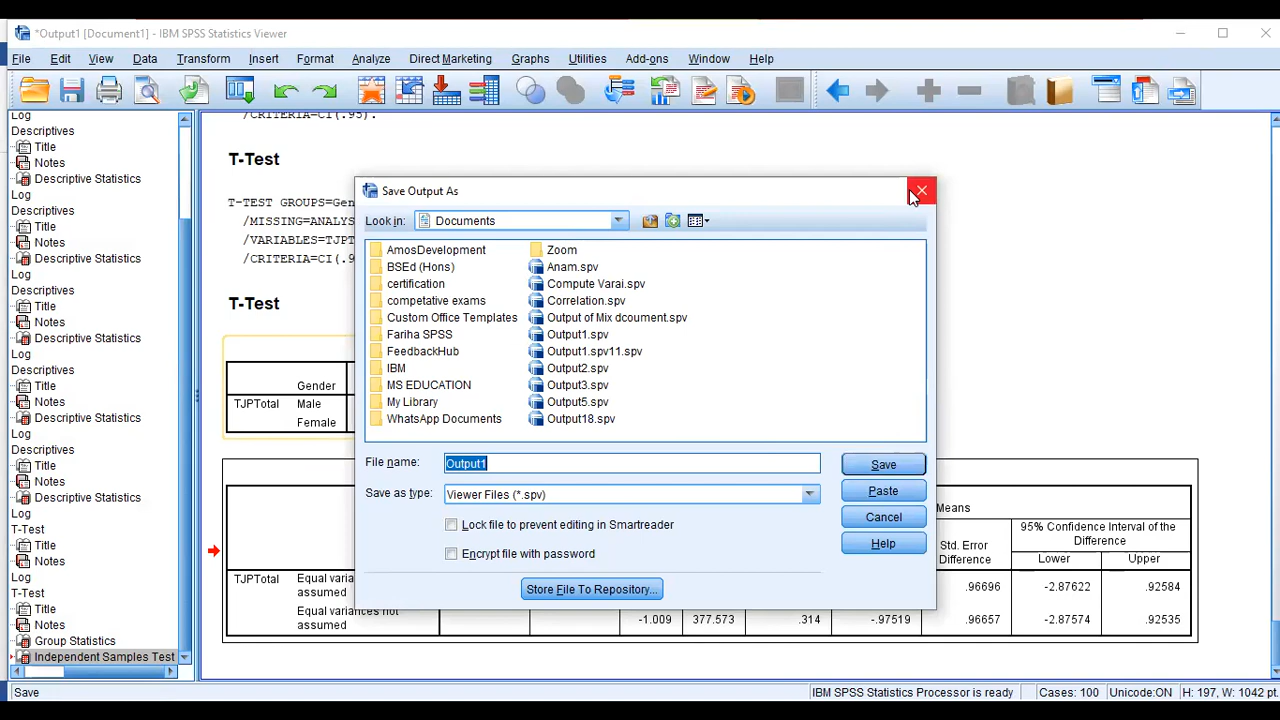 *Output1 [Document1] - IBM SPSS Statistics Viewer
File Edit View Data Transform Insert Format Analyze Direct Marketing Graphs Utilities Add-ons Window Help
Log
Descriptives
Title
Notes
Descriptive Statistics
Log
Descriptives
Title
Notes
Descriptive Statistics
Log
Descriptives
Title
Notes
Descriptive Statistics
Log
Descriptives
Title
Notes
Descriptive Statistics
Log
T-Test
Title
Notes
Log
T-Test
Title
Notes
Group Statistics
Independent Samples Test
/CRITERIA=CI(.95).
T-Test
T-TEST GROUPS=Gen
/MISSING=ANALYS
/VARIABLES=TJPT
/CRITERIA=CI(.9
T-Test
Gender
TJPTotal Male
Female
Save Output As
Look in: Documents
AmosDevelopment
BSEd (Hons)
certification
competative exams
Custom Office Templates
Fariha SPSS
FeedbackHub
IBM
MS EDUCATION
My Library
WhatsApp Documents
Zoom
Anam.spv
Compute Varai.spv
Correlation.spv
Output of Mix dcoument.spv
Output1.spv
Output1.spv11.spv
Output2.spv
Output3.spv
Output5.spv
Output18.spv
File name: Output1
Save as type: Viewer Files (*.spv)
Lock file to prevent editing in Smartreader
Encrypt file with password
Store File To Repository...
Save
Paste
Cancel
Help
Means
Std. Error
Difference
95% Confidence Interval of the
Difference
Lower Upper
TJPTotal Equal varia
assumed
.96696 -2.87622 .92584
Equal variances not
assumed
-1.009 377.573 .314 -.97519 .96657 -2.87574 .92535
Save IBM SPSS Statistics Processor is ready Cases: 100 Unicode:ON H: 197, W: 1042 pt.